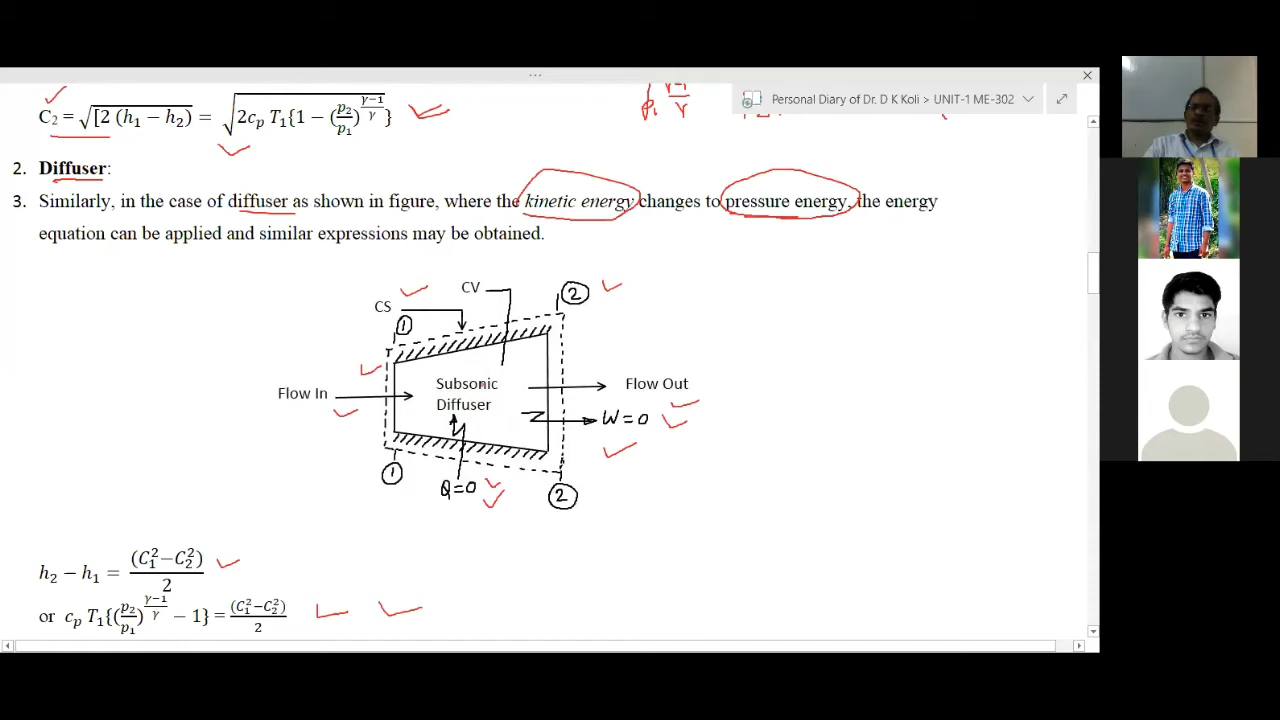 C₂ = √[2 (h₁ − h₂)] = √2c_p T₁{1 − (p₂/p₁)^((γ−1)/γ)}
p₁ γ−1/γ
Personal Diary of Dr. D K Koli > UNIT-1 ME-302
2. Diffuser:
3. Similarly, in the case of diffuser as shown in figure, where the kinetic energy changes to pressure energy, the energy
equation can be applied and similar expressions may be obtained.
CV
2
CS
1
Flow In
Subsonic
Diffuser
Flow Out
W=0
1
Q=0
2
h₂ − h₁ = (C₁²−C₂²)/2
or c_p T₁{(p₂/p₁)^((γ−1)/γ) − 1} = (C₁²−C₂²)/2